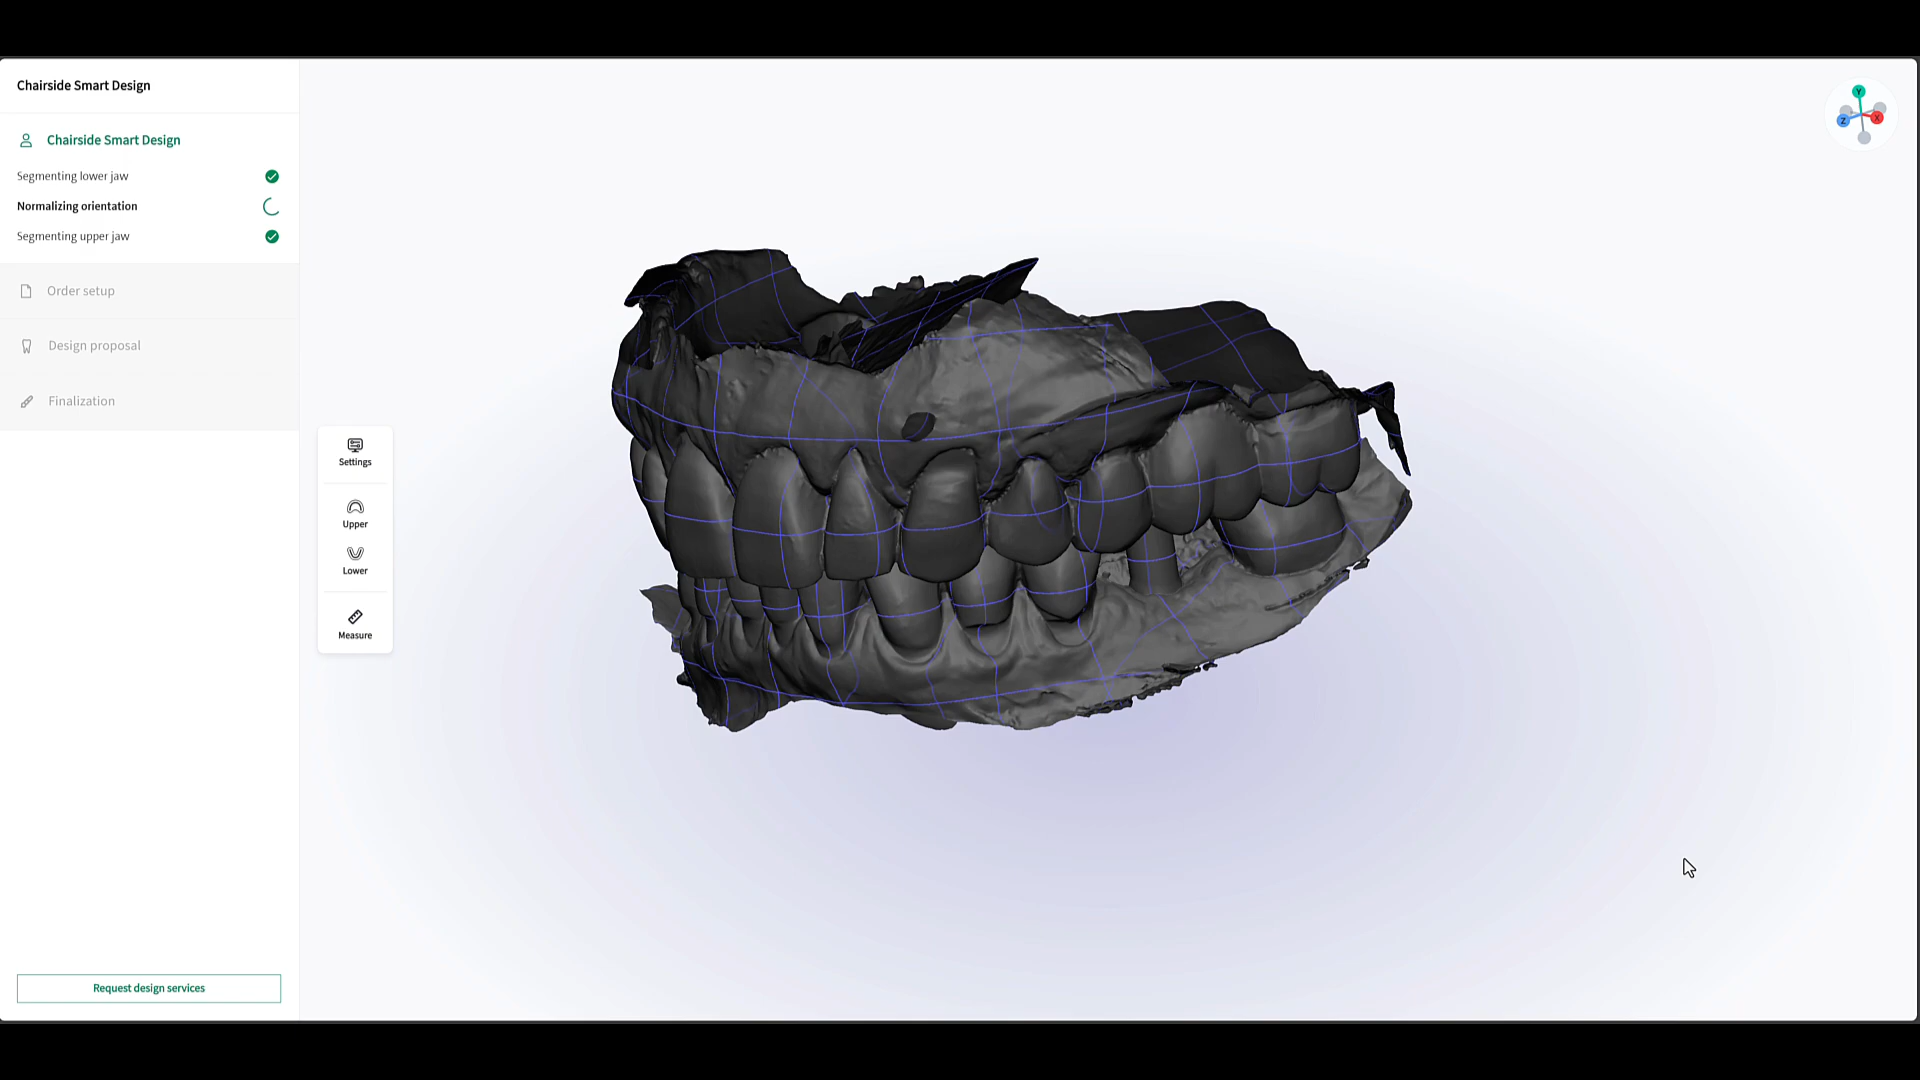 Chairside Smart Design
Chairside Smart Design
Segmenting lower jaw
Normalizing orientation
Segmenting upper jaw
Order setup
Design proposal
Finalization
Settings
Upper
Lower
Measure
Request design services
Y
Z
X